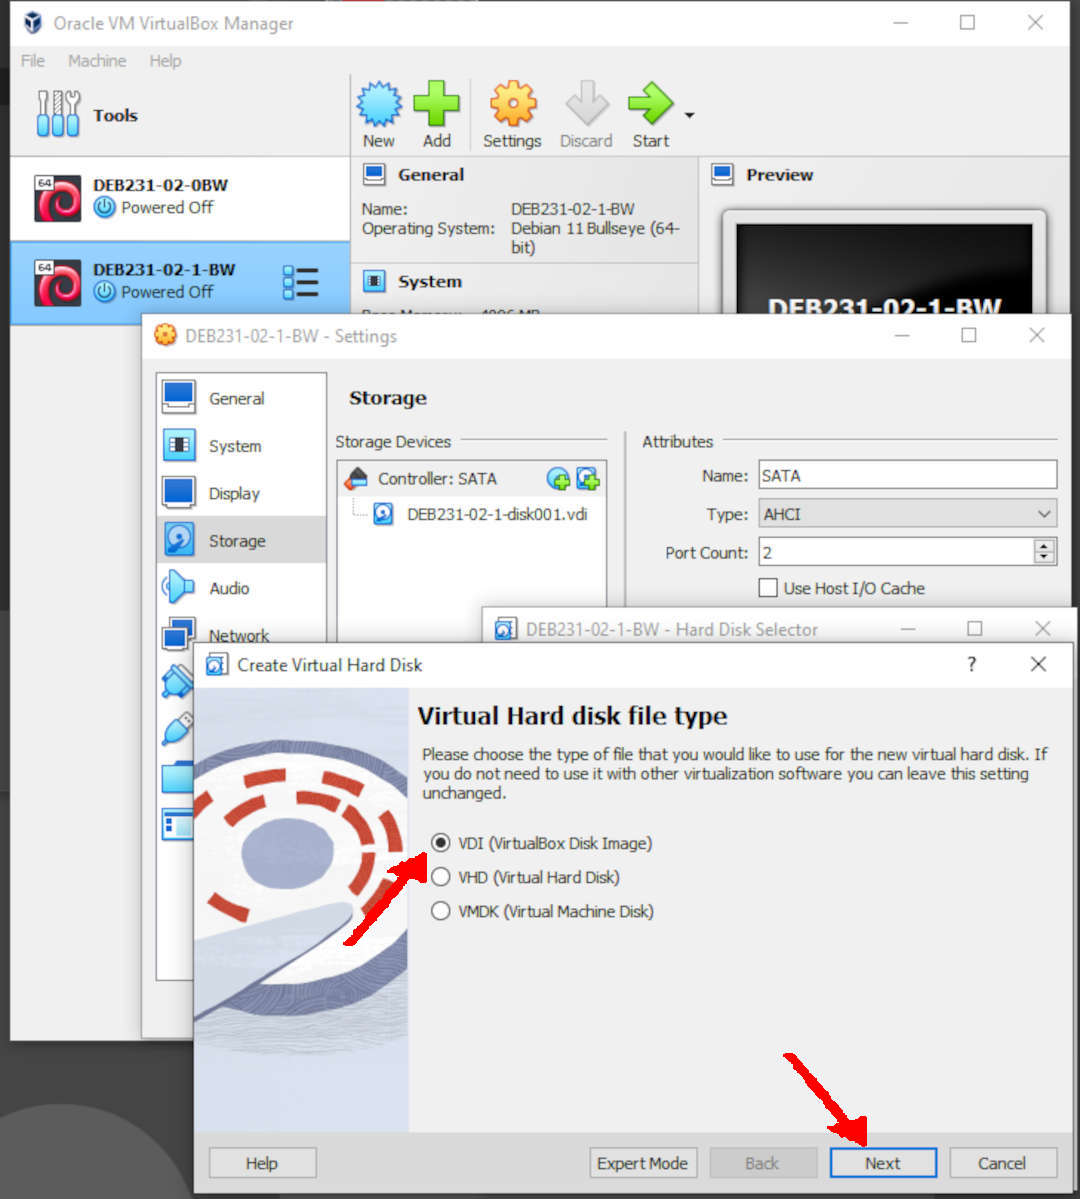 Oracle VM VirtualBox Manager
File Machine Help
Tools
New Add Settings Discard Start
64
DEB231-02-0BW
Powered Off
64
DEB231-02-1-BW
Powered Off
General
Name: DEB231-02-1-BW
Operating System: Debian 11 Bullseye (64-
bit)
System
Preview
DEB231-02-1-BW
DEB231-02-1-BW - Settings
General
System
Display
Storage
Audio
Network
Storage
Storage Devices
Controller: SATA
DEB231-02-1-disk001.vdi
Attributes
Name: SATA
Type: AHCI
Port Count: 2
Use Host I/O Cache
DEB231-02-1-BW - Hard Disk Selector
Create Virtual Hard Disk ?
Virtual Hard disk file type
Please choose the type of file that you would like to use for the new virtual hard disk. If
you do not need to use it with other virtualization software you can leave this setting
unchanged.
VDI (VirtualBox Disk Image)
VHD (Virtual Hard Disk)
VMDK (Virtual Machine Disk)
Help Expert Mode Back Next Cancel